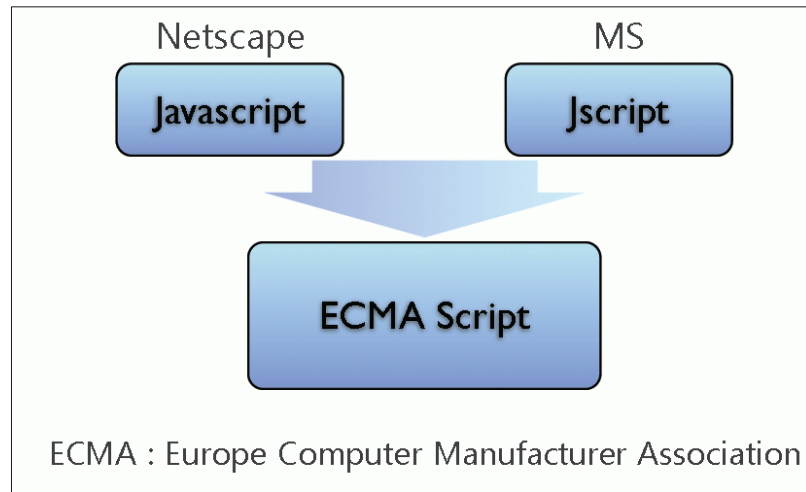 Netscape
MS
Javascript
Jscript
ECMA Script
ECMA : Europe Computer Manufacturer Association